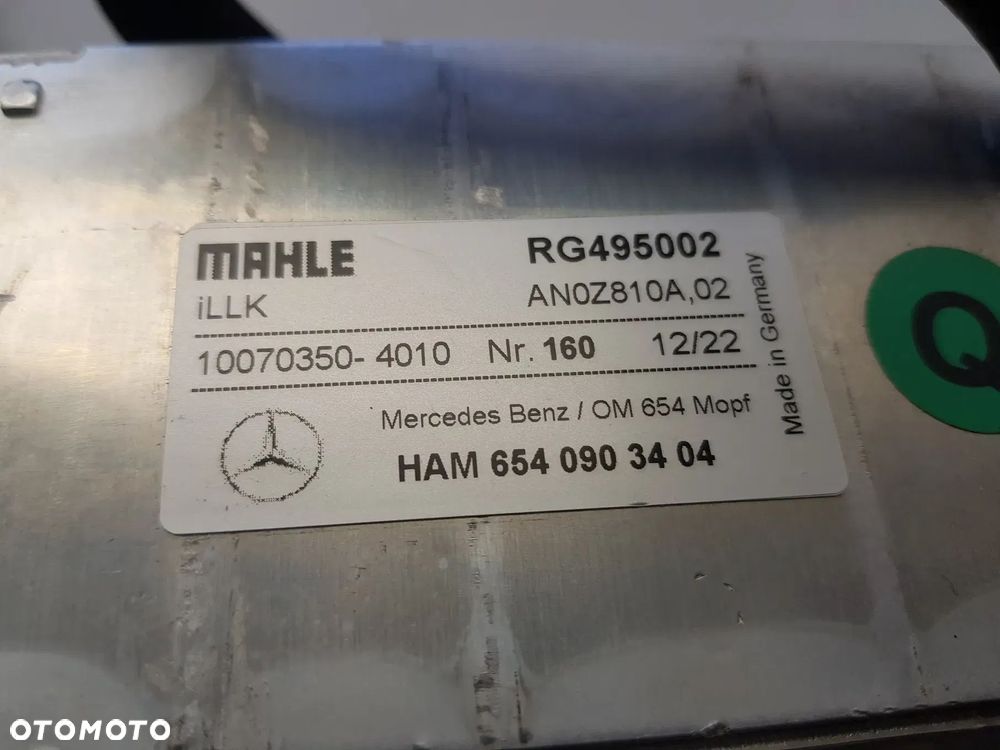 MAHLE RG495002
iLLK AN0Z810A,02
10070350-4010 Nr. 160 12/22
Mercedes Benz / OM 654 Mopf
HAM 654 090 34 04
Made in Germany
Q
OTOMOTO